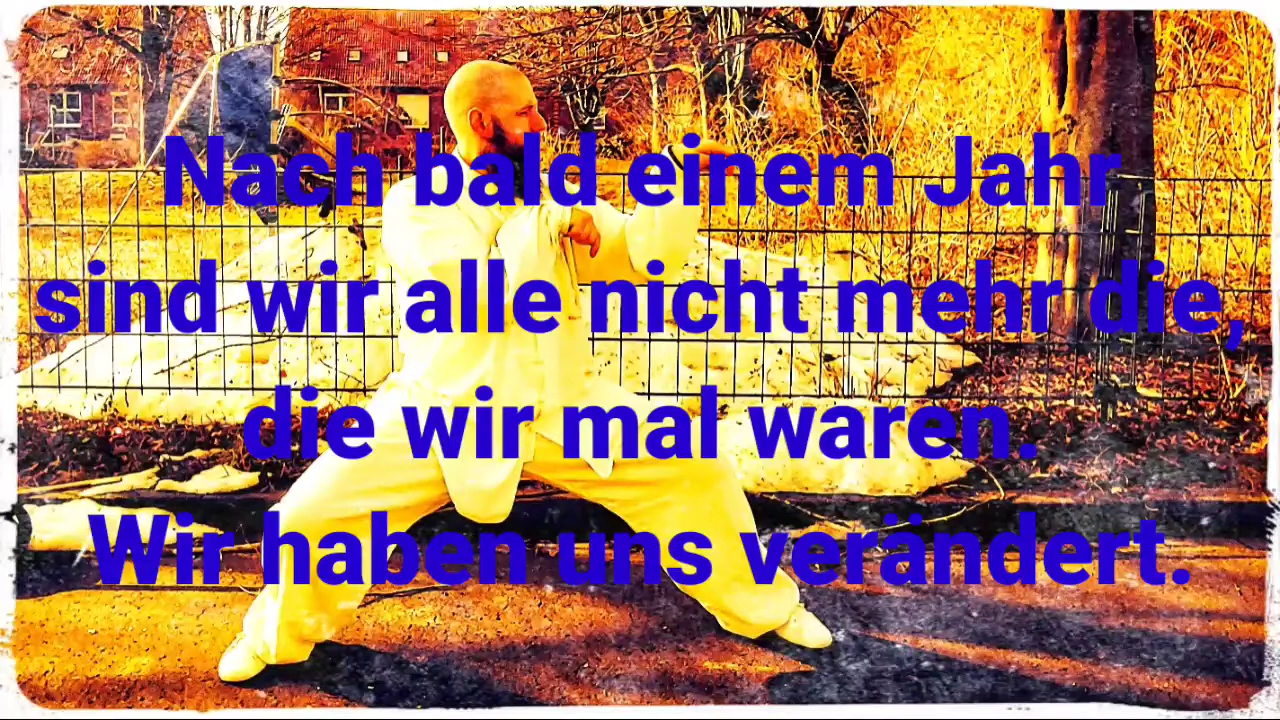 Nach bald einem Jahr
sind wir alle nicht mehr die,
die wir mal waren.
Wir haben uns verändert.